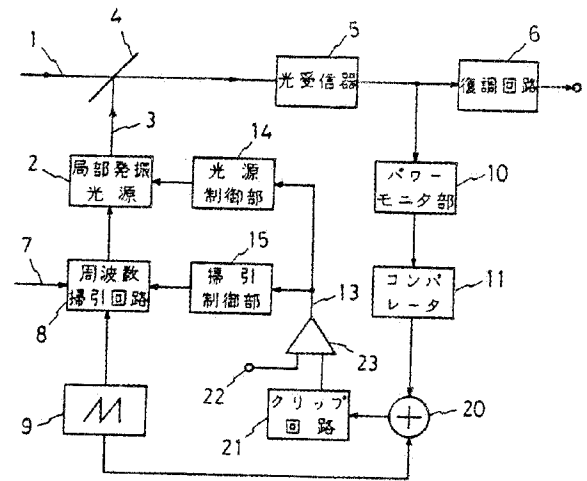 1
4
5
6
光受信器
復調回路
3
14
2
局部発振
光源
光源
制御部
パワー
モニタ部
10
15
7
周波数
掃引回路
掃引
制御部
13
コンパ
レータ
11
8
23
22
9
クリップ
回路
21
20